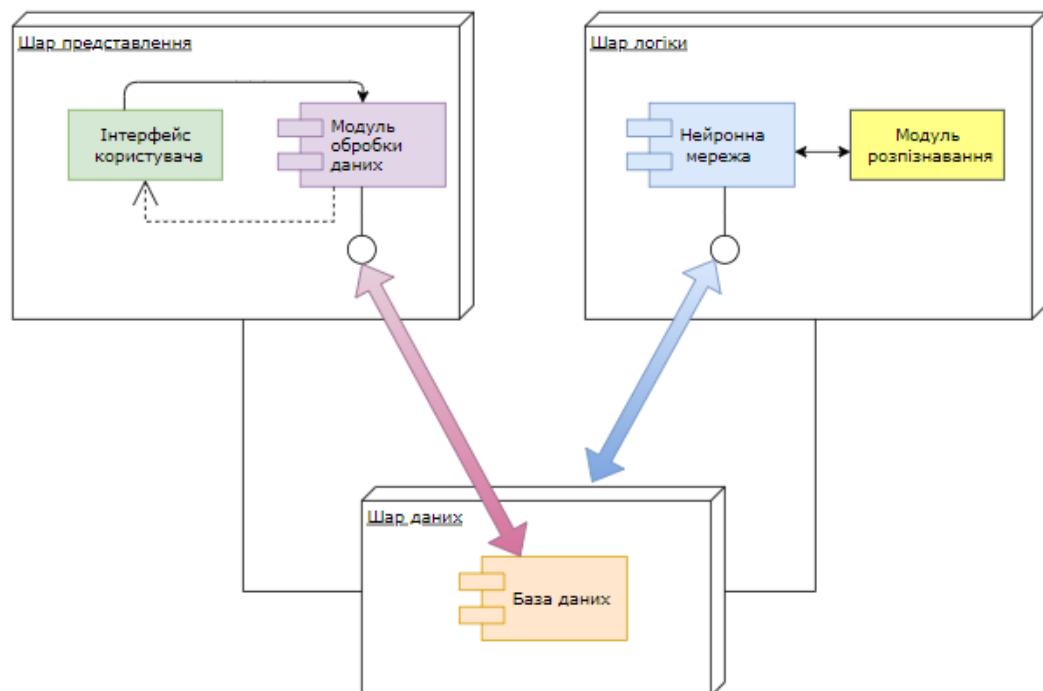 Шар представлення
Інтерфейс
користувача
Модуль
обробки
даних
Шар логіки
Нейронна
мережа
Модуль
розпізнавання
Шар даних
База даних